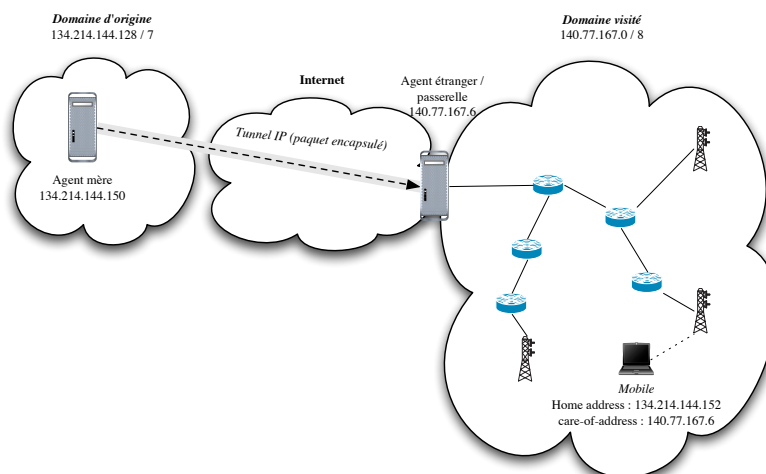 Domaine d'origine
134.214.144.128 / 7
Domaine visité
140.77.167.0 / 8
Internet
Agent étranger /
passerelle
140.77.167.6
Tunnel IP (paquet encapsulé)
Agent mère
134.214.144.150
Mobile
Home address : 134.214.144.152
care-of-address : 140.77.167.6